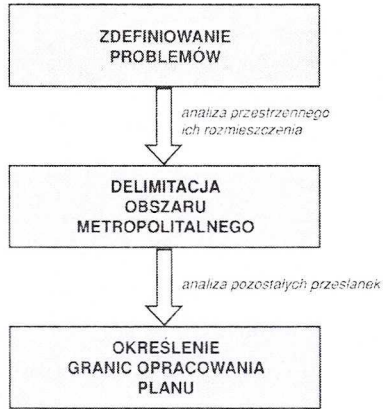 ZDEFINIOWANIE
PROBLEMÓW
analiza przestrzennego
ich rozmieszczenia
DELIMITACJA
OBSZARU
METROPOLITALNEGO
analiza pozostałych przesłanek
OKREŚLENIE
GRANIC OPRACOWANIA
PLANU